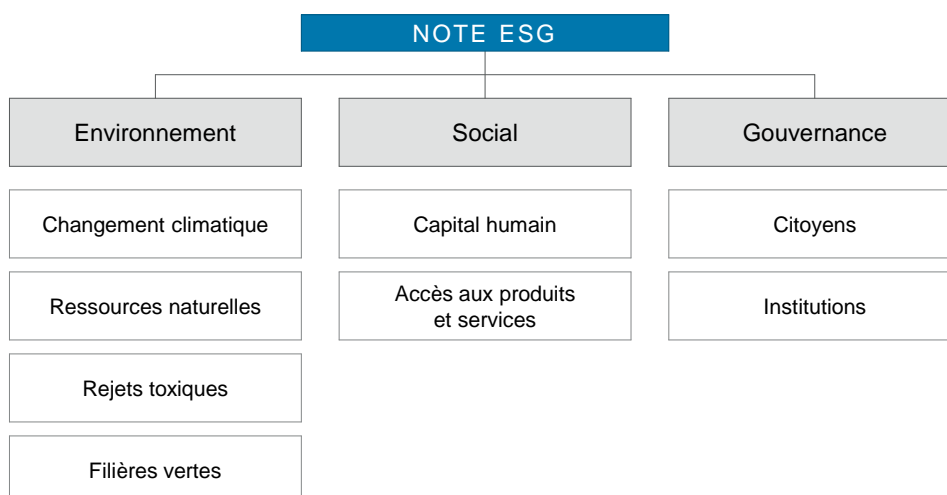 NOTE ESG
Environnement
Social
Gouvernance
Changement climatique
Capital humain
Citoyens
Ressources naturelles
Accès aux produits
et services
Institutions
Rejets toxiques
Filières vertes